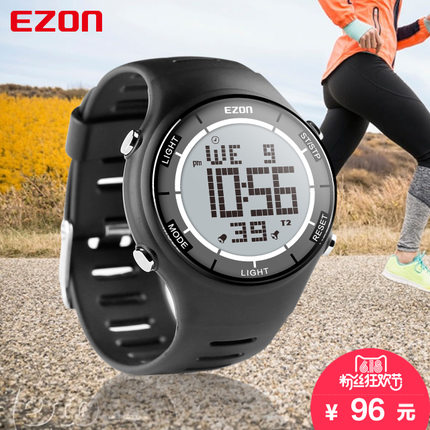 EZON
EZON
LIGHT
ST/STP
WE 9
pm
10:56
T2
39
MODE
RESET
LIGHT
618
粉丝狂欢节
¥ 96 元